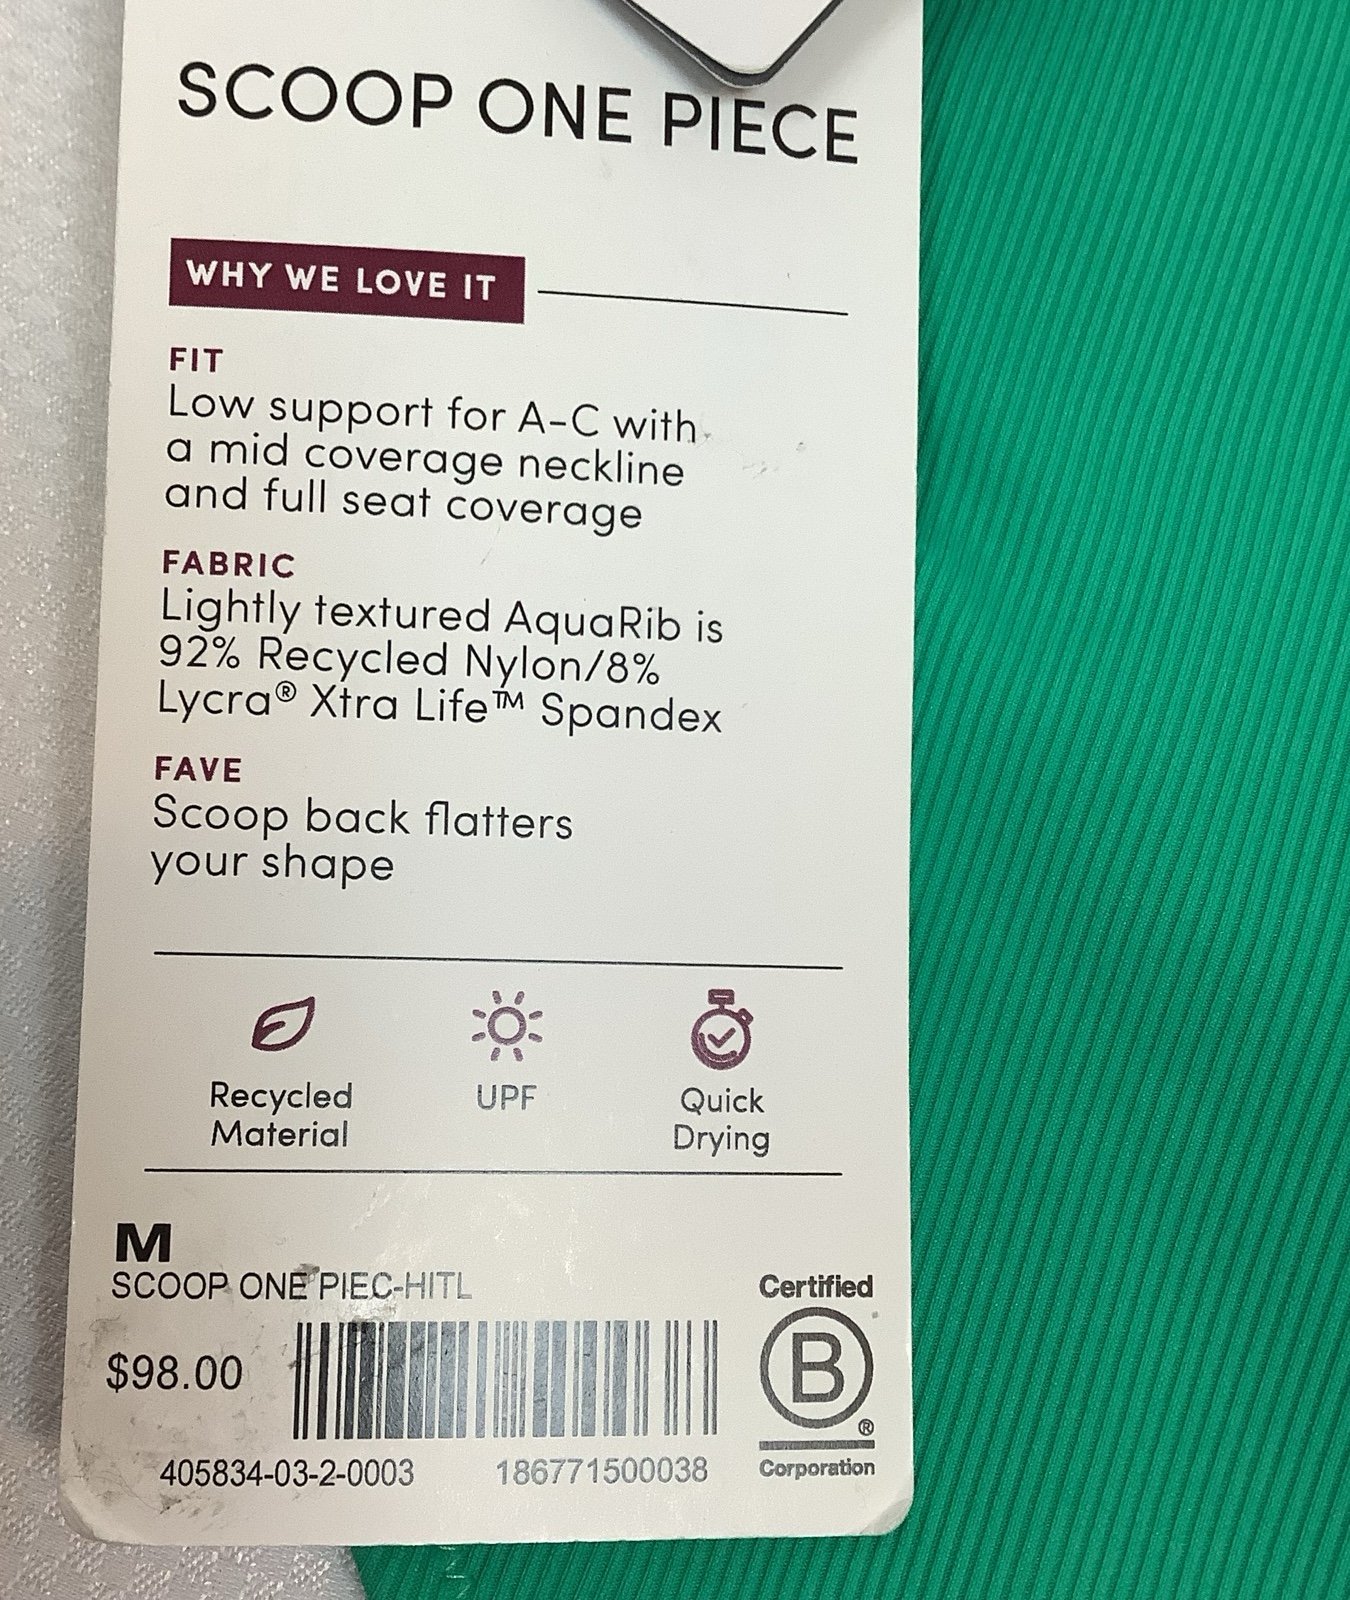 SCOOP ONE PIECE
WHY WE LOVE IT
FIT
Low support for A-C with
a mid coverage neckline
and full seat coverage
FABRIC
Lightly textured AquaRib is
92% Recycled Nylon/8%
Lycra® Xtra Life™ Spandex
FAVE
Scoop back flatters
your shape
Recycled
Material
UPF
Quick
Drying
M
SCOOP ONE PIEC-HITL
$98.00
405834-03-2-0003
186771500038
Certified
B
®
Corporation